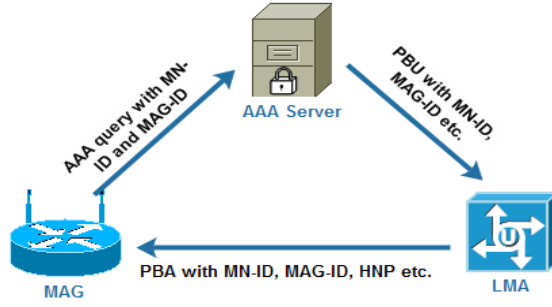 AAA query with MN-
ID and MAG-ID
AAA Server
PBU with MN-ID,
MAG-ID etc.
MAG
PBA with MN-ID, MAG-ID, HNP etc.
U
LMA